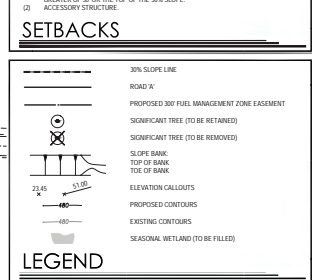 GREATER OF 50' OR THE TOP OF THE 30% SLOPE.
(2) ACCESSORY STRUCTURE.
SETBACKS
30% SLOPE LINE
ROAD 'A'
PROPOSED 300' FUEL MANAGEMENT ZONE EASEMENT
SIGNIFICANT TREE (TO BE RETAINED)
SIGNIFICANT TREE (TO BE REMOVED)
SLOPE BANK:
TOP OF BANK
TOE OF BANK
23.45 51.00 ELEVATION CALLOUTS
480 PROPOSED CONTOURS
480 EXISTING CONTOURS
SEASONAL WETLAND (TO BE FILLED)
LEGEND